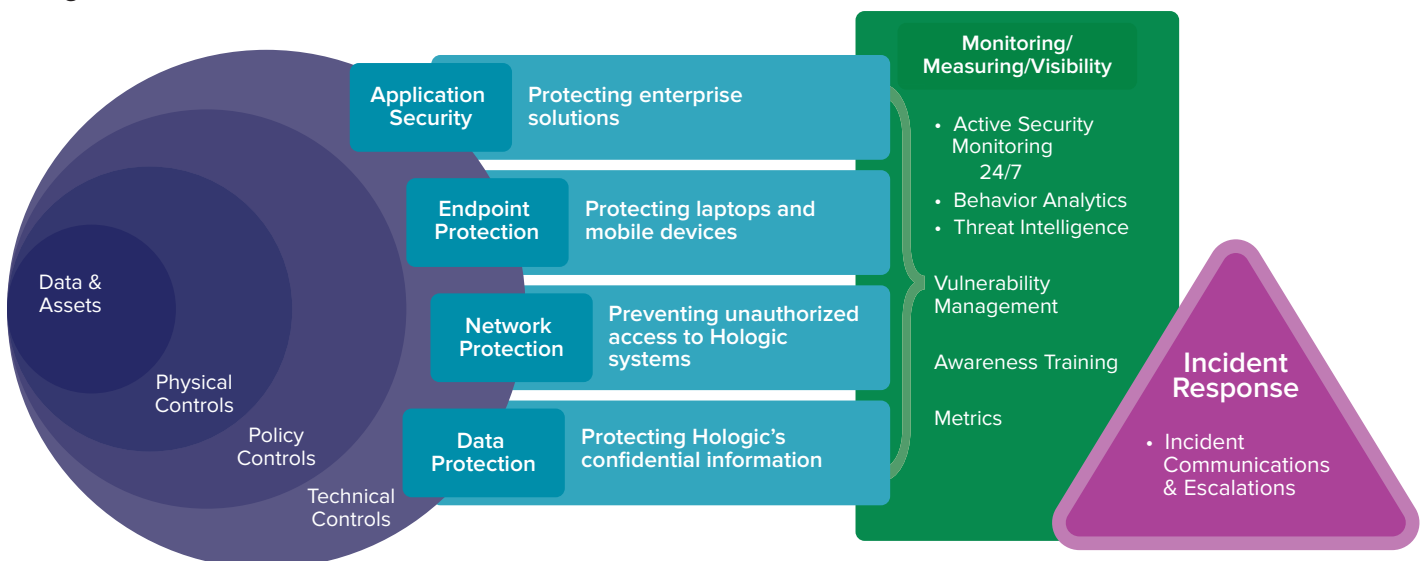 Data &
Assets
Physical
Controls
Policy
Controls
Technical
Controls
Application
Security
Protecting enterprise
solutions
Endpoint
Protection
Protecting laptops and
mobile devices
Network
Protection
Preventing unauthorized
access to Hologic
systems
Data
Protection
Protecting Hologic’s
confidential information
Monitoring/
Measuring/Visibility
• Active Security
Monitoring
24/7
• Behavior Analytics
• Threat Intelligence
Vulnerability
Management
Awareness Training
Metrics
Incident
Response
• Incident
Communications
& Escalations